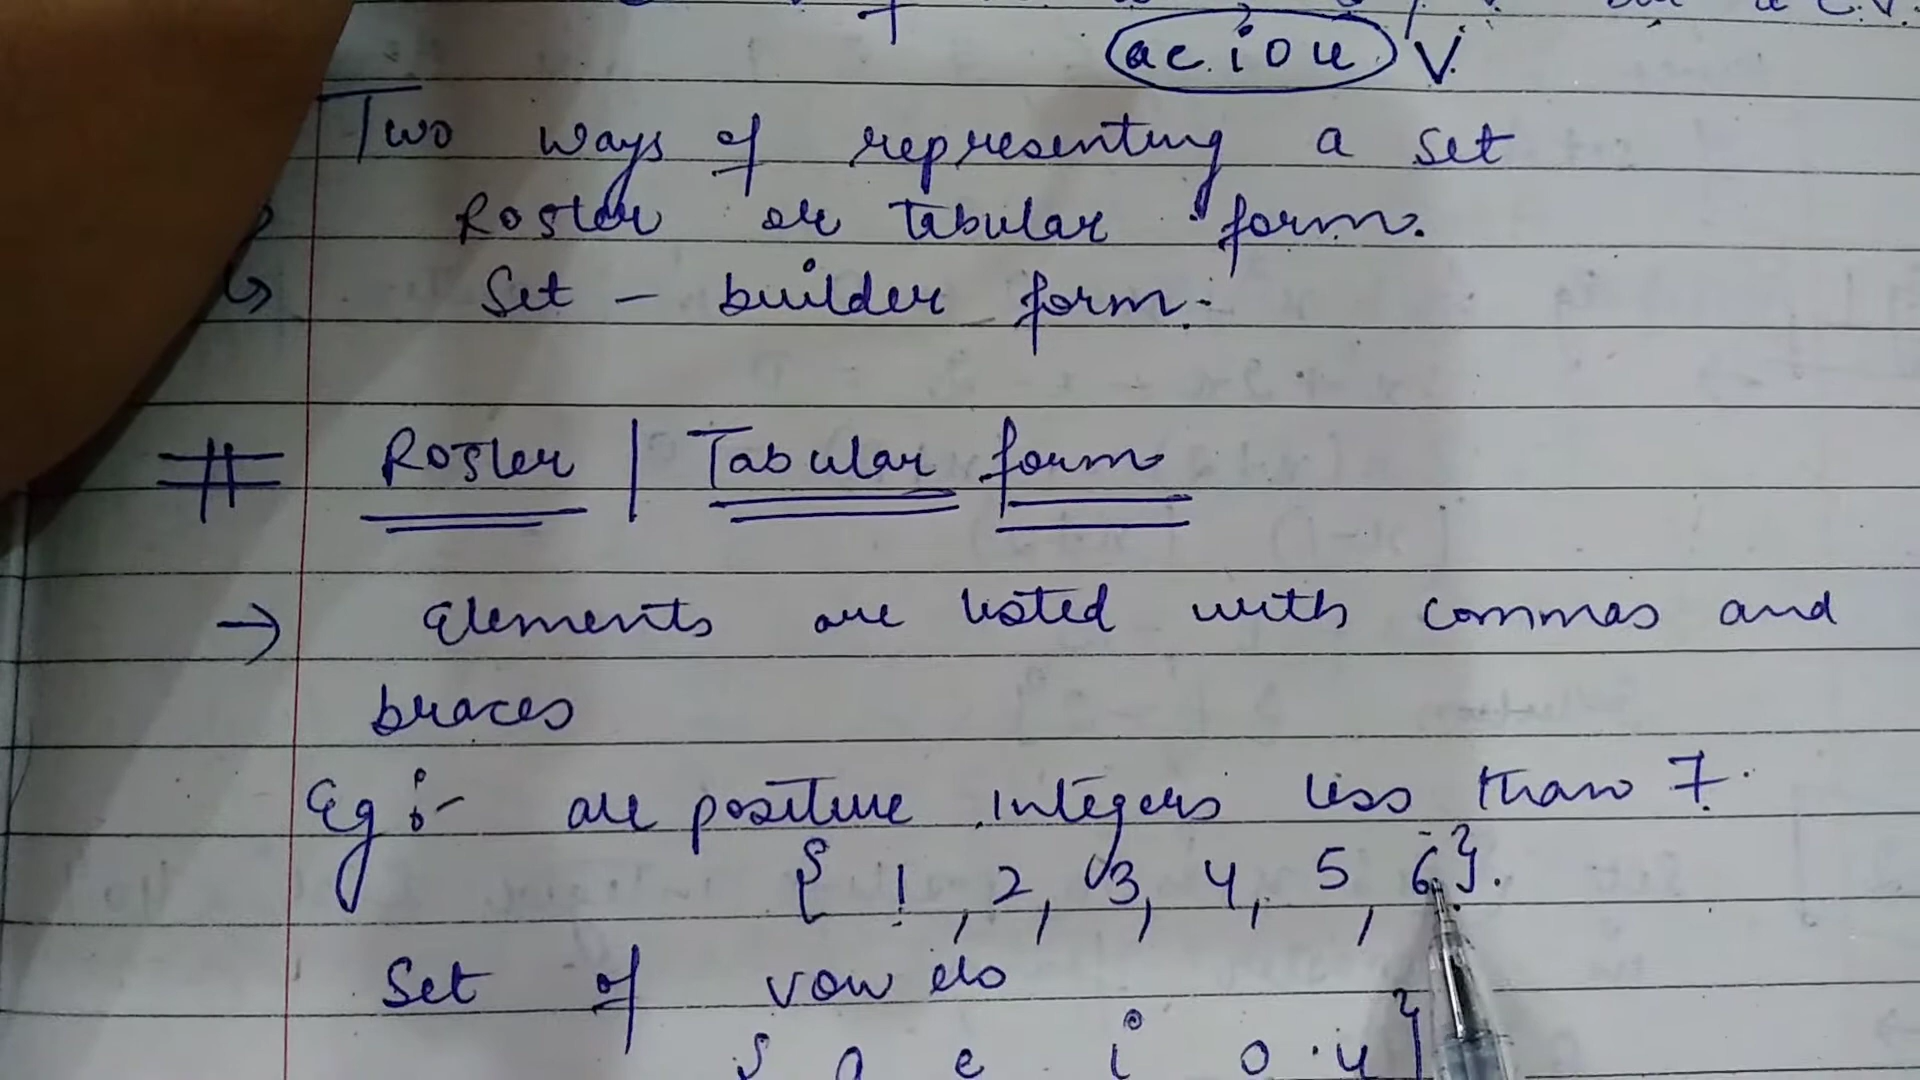 a e i o u V.
Two ways of representing a set
Roster or tabular form.
↳ Set - builder form:-
# Roster | Tabular form
→ Elements are listed with commas and
braces
Eg:- all positive integers less than 7.
{ 1, 2, 3, 4, 5, 6 }.
Set of vowels
{ a e i o u }